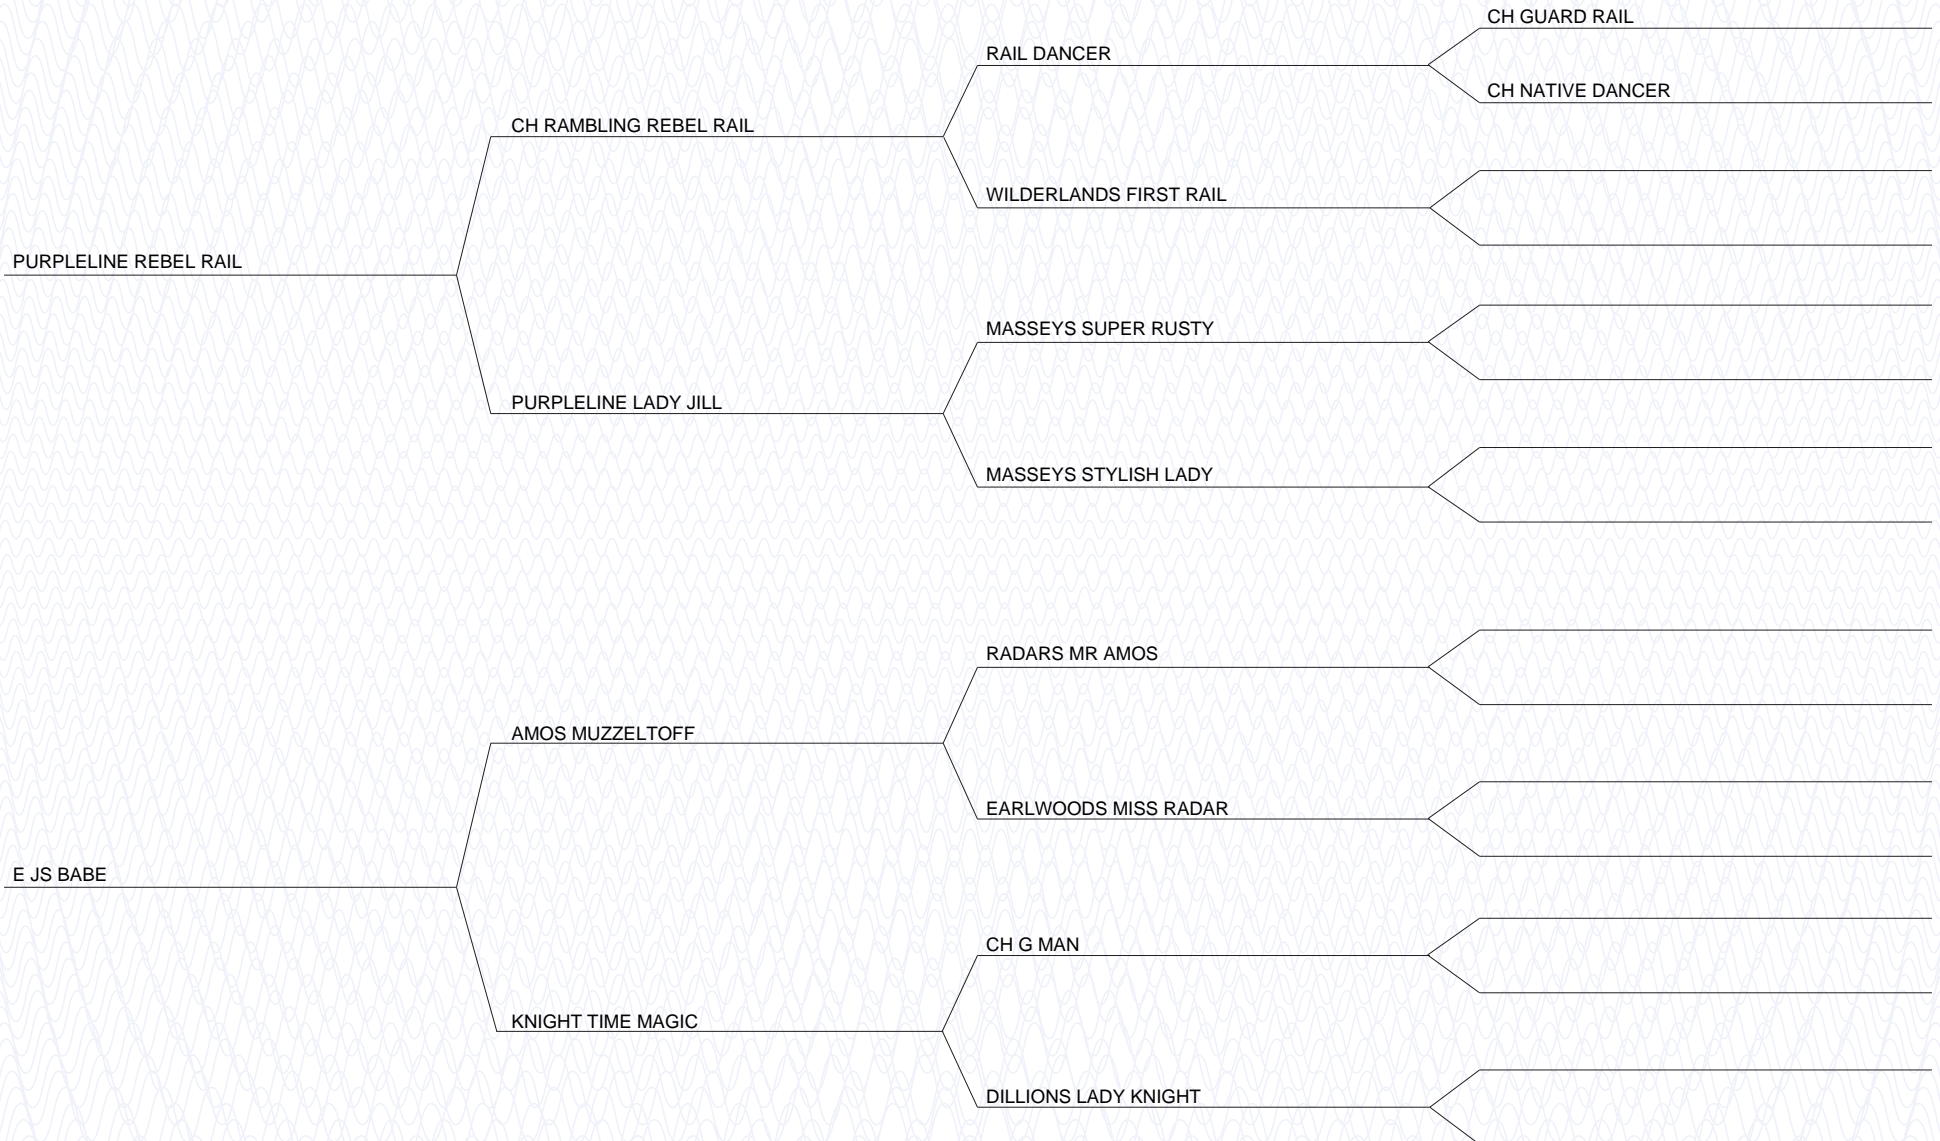 CH GUARD RAIL
RAIL DANCER
CH NATIVE DANCER
CH RAMBLING REBEL RAIL
WILDERLANDS FIRST RAIL
PURPLELINE REBEL RAIL
MASSEYS SUPER RUSTY
PURPLELINE LADY JILL
MASSEYS STYLISH LADY
RADARS MR AMOS
AMOS MUZZELTOFF
EARLWOODS MISS RADAR
E JS BABE
CH G MAN
KNIGHT TIME MAGIC
DILLIONS LADY KNIGHT